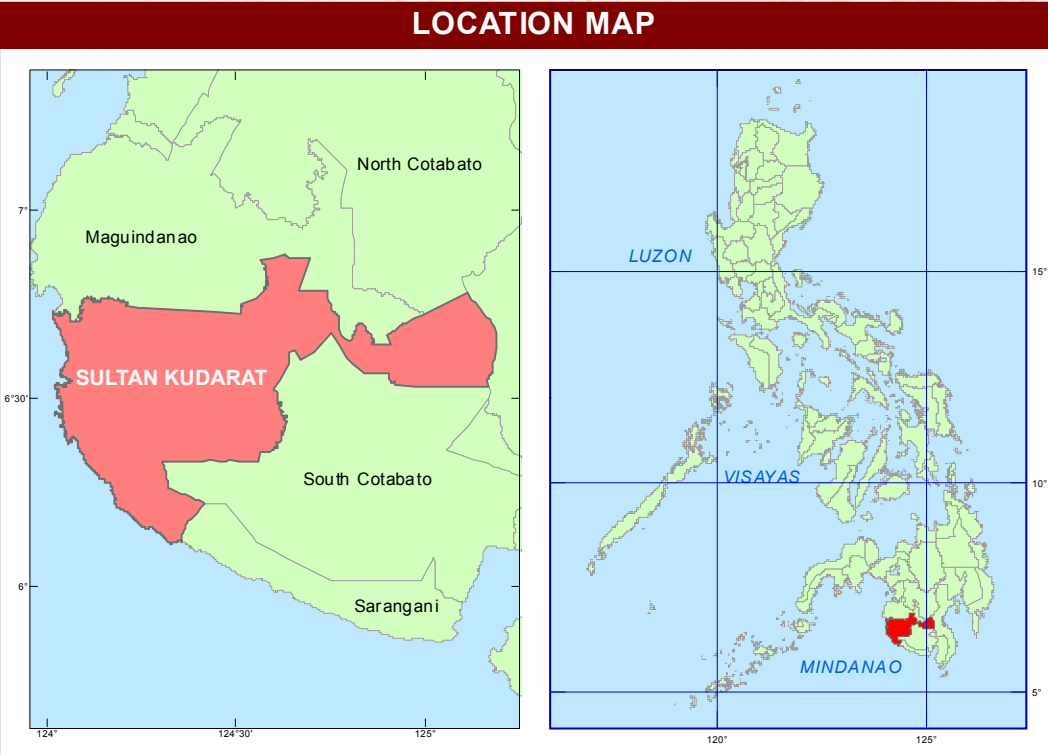 LOCATION MAP
North Cotabato
7°
Maguindanao
SULTAN KUDARAT
6°30'
South Cotabato
6°
Sarangani
124°
124°30'
125°
LUZON
15°
VISAYAS
10°
MINDANAO
5°
120°
125°